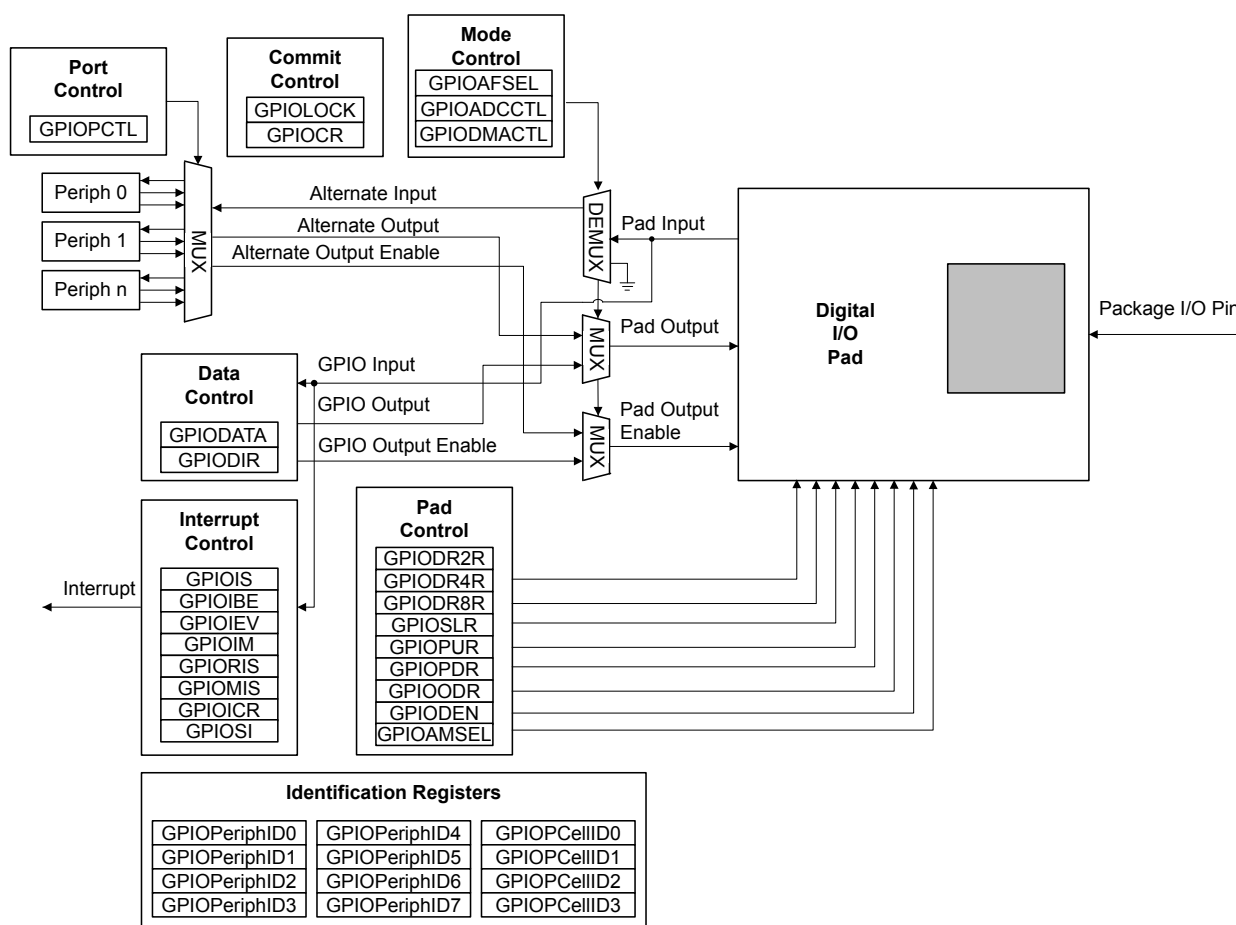 Port
Control
GPIOPCTL
Commit
Control
GPIOLOCK
GPIOCR
Mode
Control
GPIOAFSEL
GPIOADCCTL
GPIODMACTL
Periph 0
Periph 1
Periph n
MUX
Alternate Input
Alternate Output
Alternate Output Enable
DEMUX
Pad Input
MUX
Pad Output
MUX
Pad Output
Enable
Digital
I/O
Pad
Package I/O Pin
Data
Control
GPIODATA
GPIODIR
GPIO Input
GPIO Output
GPIO Output Enable
Interrupt
Control
GPIOIS
GPIOIBE
GPIOIEV
GPIOIM
GPIORIS
GPIOMIS
GPIOICR
GPIOSI
Interrupt
Pad
Control
GPIODR2R
GPIODR4R
GPIODR8R
GPIOSLR
GPIOPUR
GPIOPDR
GPIOODR
GPIODEN
GPIOAMSEL
Identification Registers
GPIOPeriphID0
GPIOPeriphID1
GPIOPeriphID2
GPIOPeriphID3
GPIOPeriphID4
GPIOPeriphID5
GPIOPeriphID6
GPIOPeriphID7
GPIOPCellID0
GPIOPCellID1
GPIOPCellID2
GPIOPCellID3